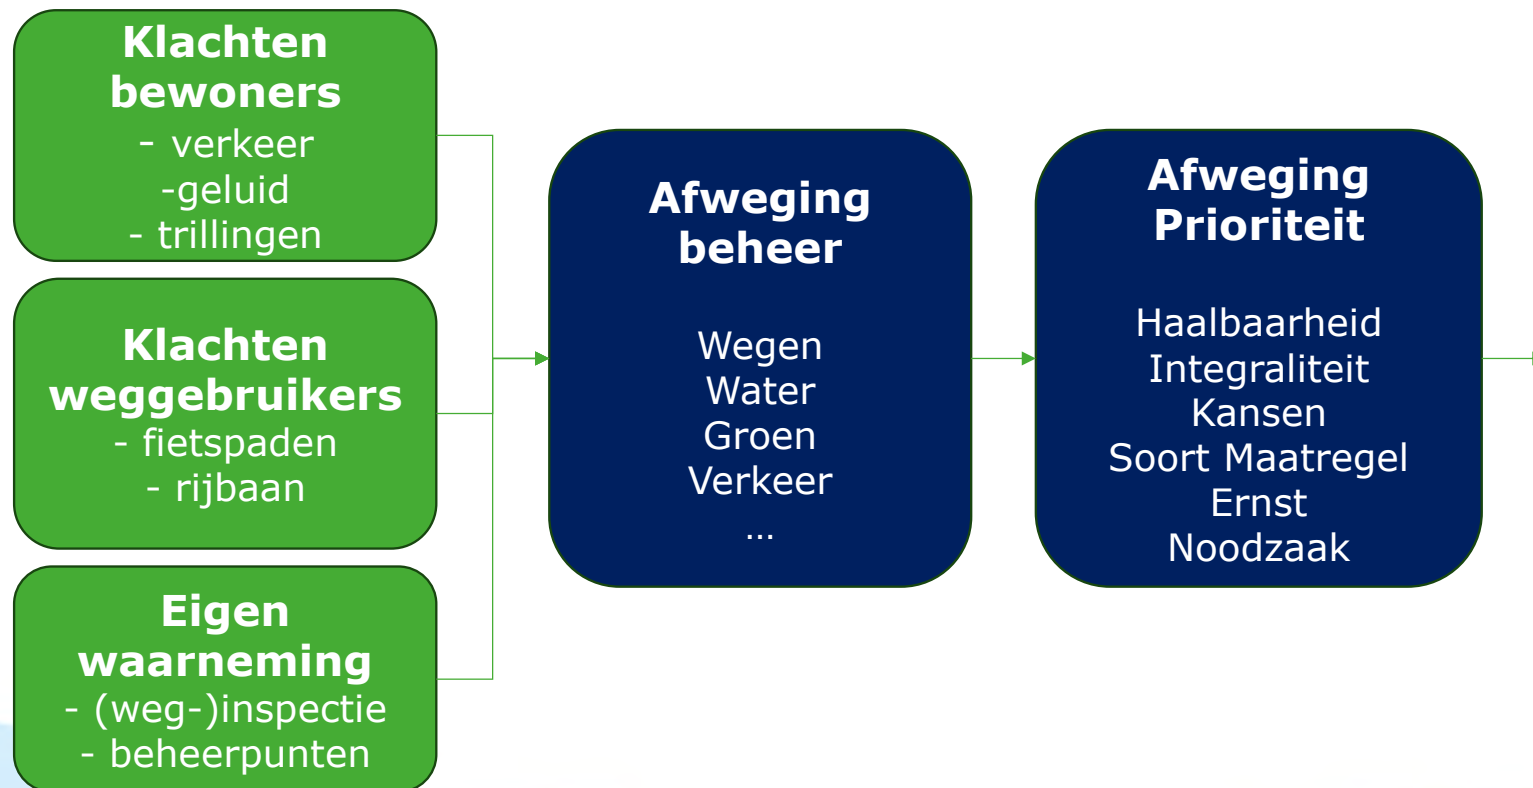 Klachten
bewoners
- verkeer
-geluid
- trillingen
Klachten
weggebruikers
- fietspaden
- rijbaan
Eigen
waarneming
- (weg-)inspectie
- beheerpunten
Afweging
beheer
Wegen
Water
Groen
Verkeer
…
Afweging
Prioriteit
Haalbaarheid
Integraliteit
Kansen
Soort Maatregel
Ernst
Noodzaak